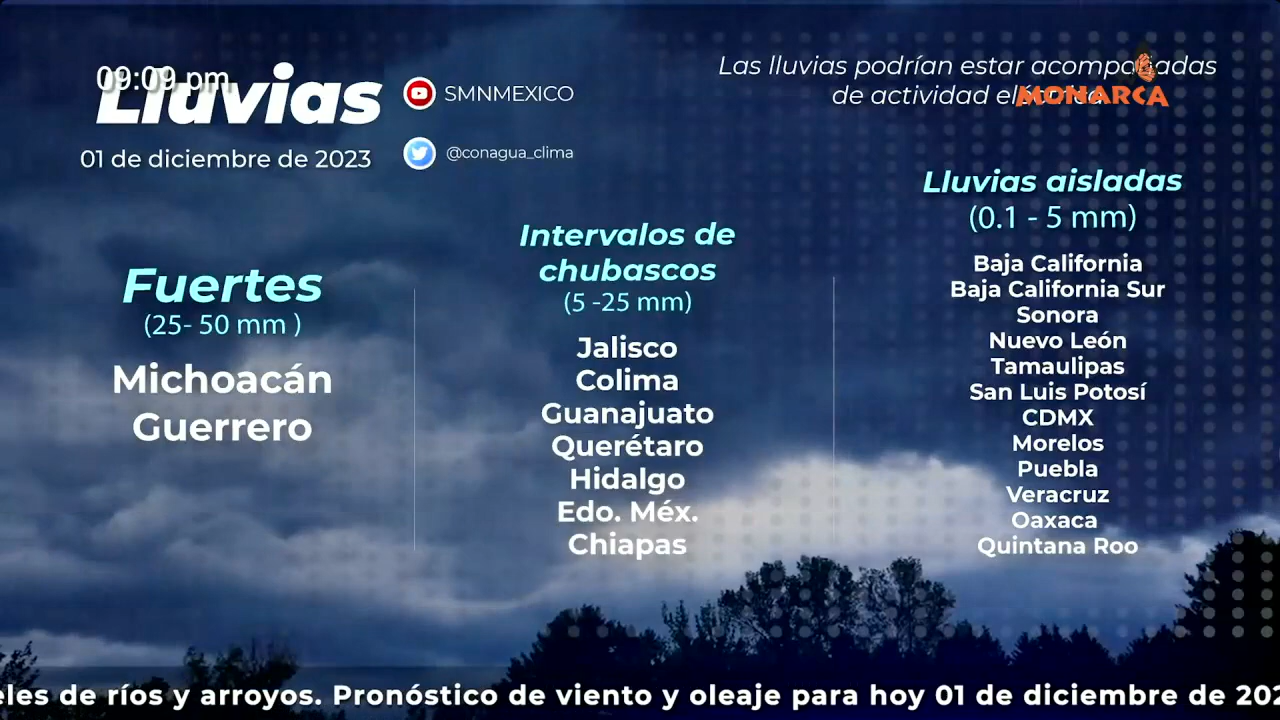 09:09 pm
Lluvias
01 de diciembre de 2023
SMNMEXICO
@conagua_clima
Las lluvias podrían estar acompañadas
de actividad eléctrica
MONARCA
Fuertes
(25- 50 mm )
Michoacán
Guerrero
Intervalos de
chubascos
(5 -25 mm)
Jalisco
Colima
Guanajuato
Querétaro
Hidalgo
Edo. Méx.
Chiapas
Lluvias aisladas
(0.1 - 5 mm)
Baja California
Baja California Sur
Sonora
Nuevo León
Tamaulipas
San Luis Potosí
CDMX
Morelos
Puebla
Veracruz
Oaxaca
Quintana Roo
eles de ríos y arroyos. Pronóstico de viento y oleaje para hoy 01 de diciembre de 202